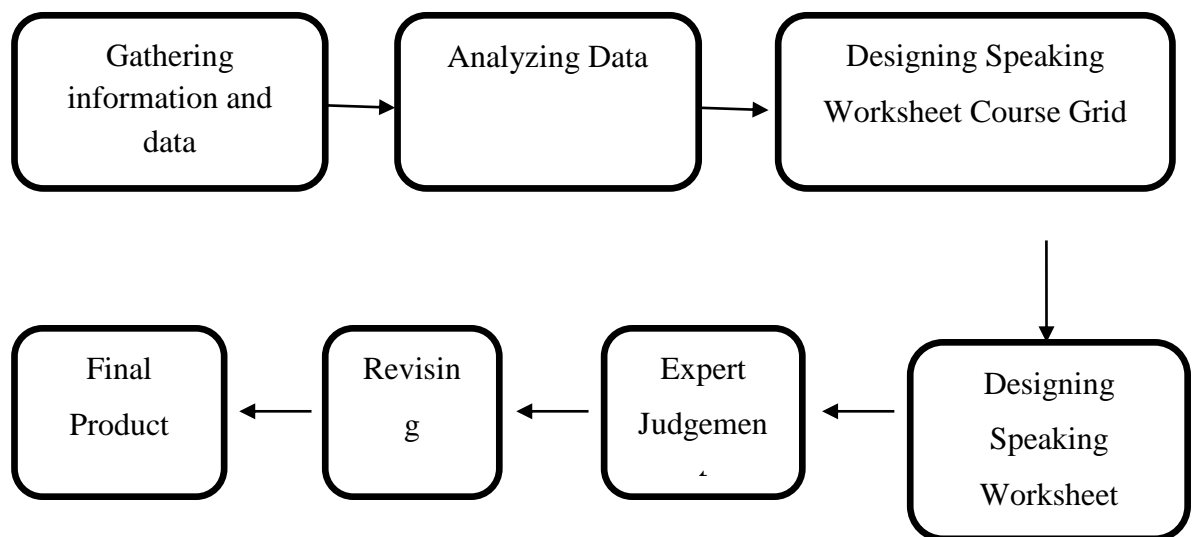 Gathering
information and
data
Analyzing Data
Designing Speaking
Worksheet Course Grid
Designing
Speaking
Worksheet
Expert
Judgemen
Revisin
g
Final
Product